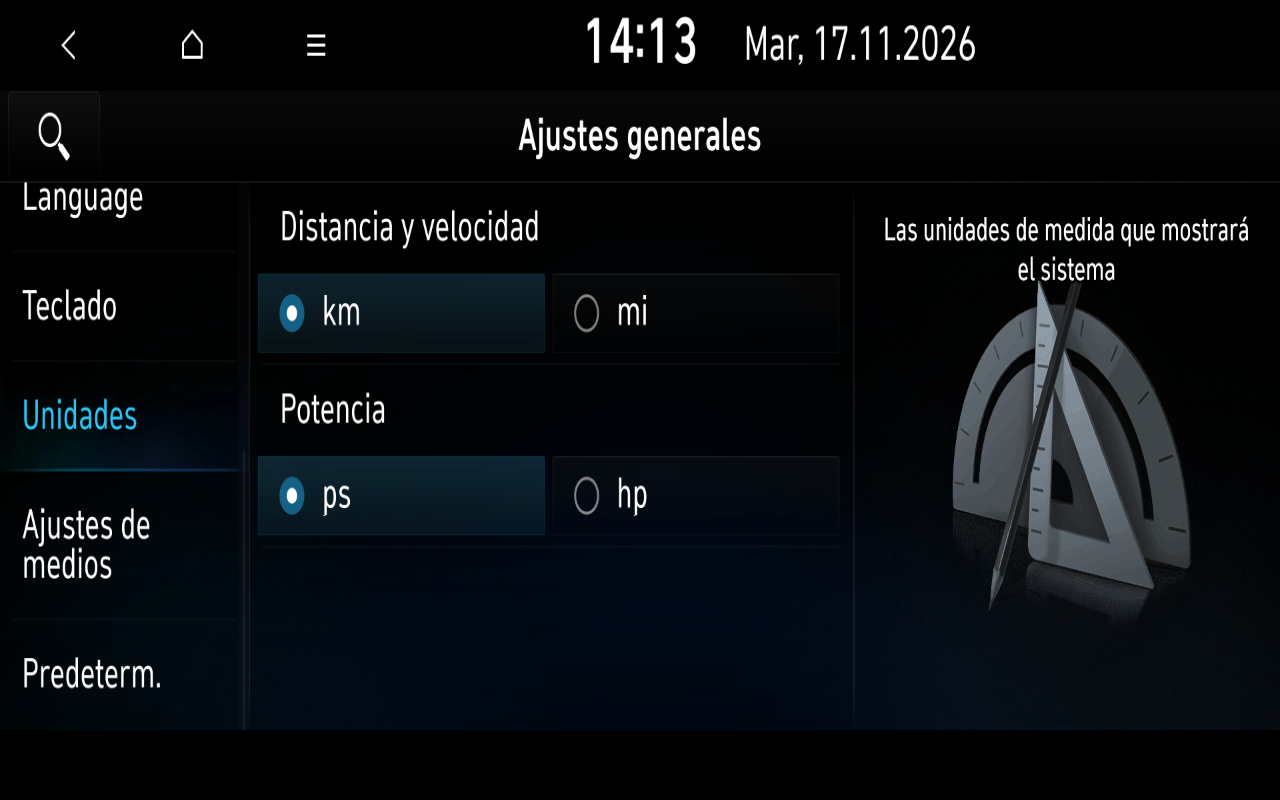 14:13
Mar, 17.11.2026
Ajustes generales
Language
Teclado
Unidades
Ajustes de
medios
Predeterm.
Distancia y velocidad
km
mi
Potencia
ps
hp
Las unidades de medida que mostrará
el sistema